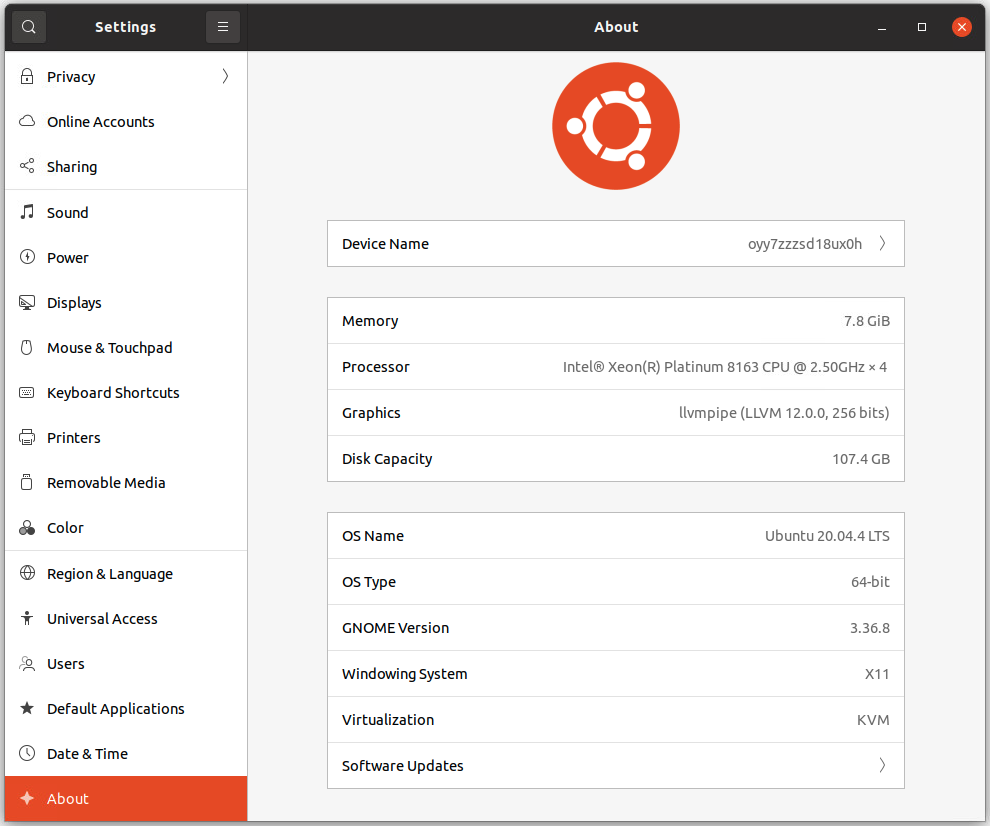 Settings
About
Privacy
Online Accounts
Sharing
Sound
Power
Displays
Mouse & Touchpad
Keyboard Shortcuts
Printers
Removable Media
Color
Region & Language
Universal Access
Users
Default Applications
Date & Time
About
Device Name oyy7zzzsd18ux0h
Memory 7.8 GiB
Processor Intel® Xeon(R) Platinum 8163 CPU @ 2.50GHz × 4
Graphics llvmpipe (LLVM 12.0.0, 256 bits)
Disk Capacity 107.4 GB
OS Name Ubuntu 20.04.4 LTS
OS Type 64-bit
GNOME Version 3.36.8
Windowing System X11
Virtualization KVM
Software Updates